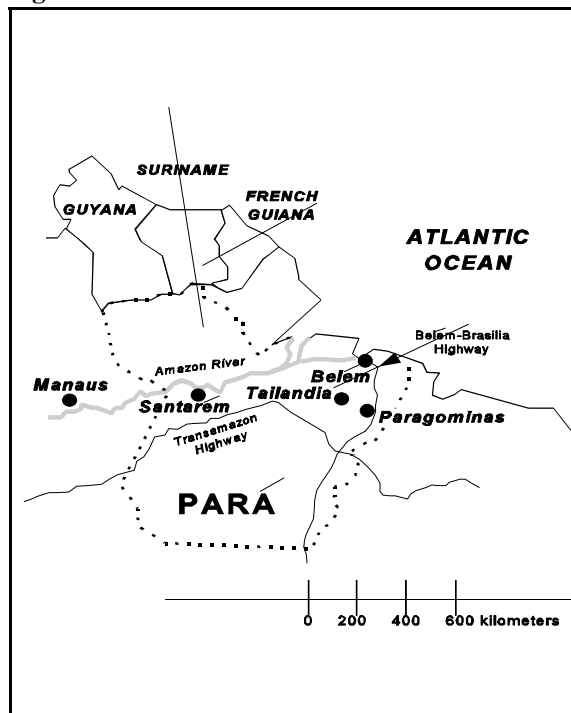 SURINAME
GUYANA
FRENCH
GUIANA
ATLANTIC
OCEAN
Belem-Brasilia
Highway
Amazon River
Manaus
Belem
Tailandia
Santarem
Paragominas
Transamazon
Highway
PARA
0 200 400 600 kilometers